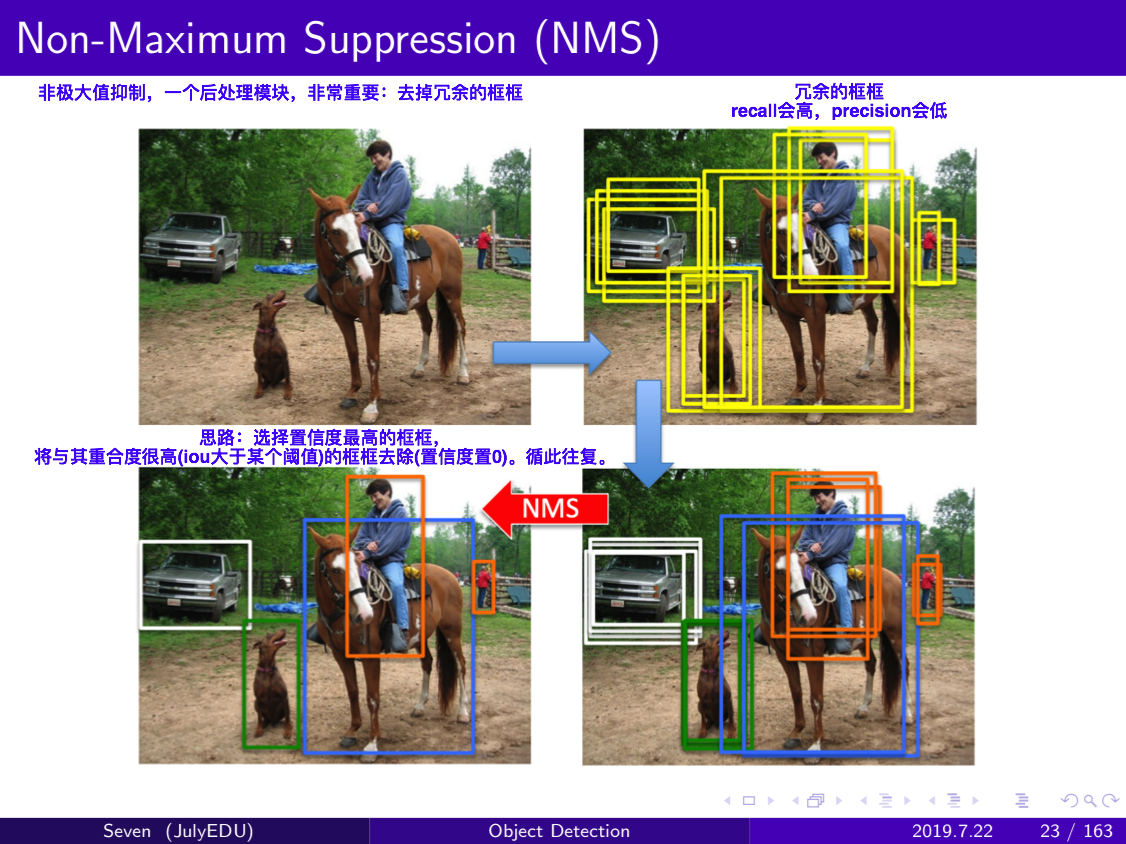 Non-Maximum Suppression (NMS)
非极大值抑制，一个后处理模块，非常重要：去掉冗余的框框
冗余的框框
recall会高，precision会低
思路：选择置信度最高的框框，
将与其重合度很高(iou大于某个阈值)的框框去除(置信度置0)。循此往复。
NMS
Seven (JulyEDU)
Object Detection
2019.7.22
23 / 163